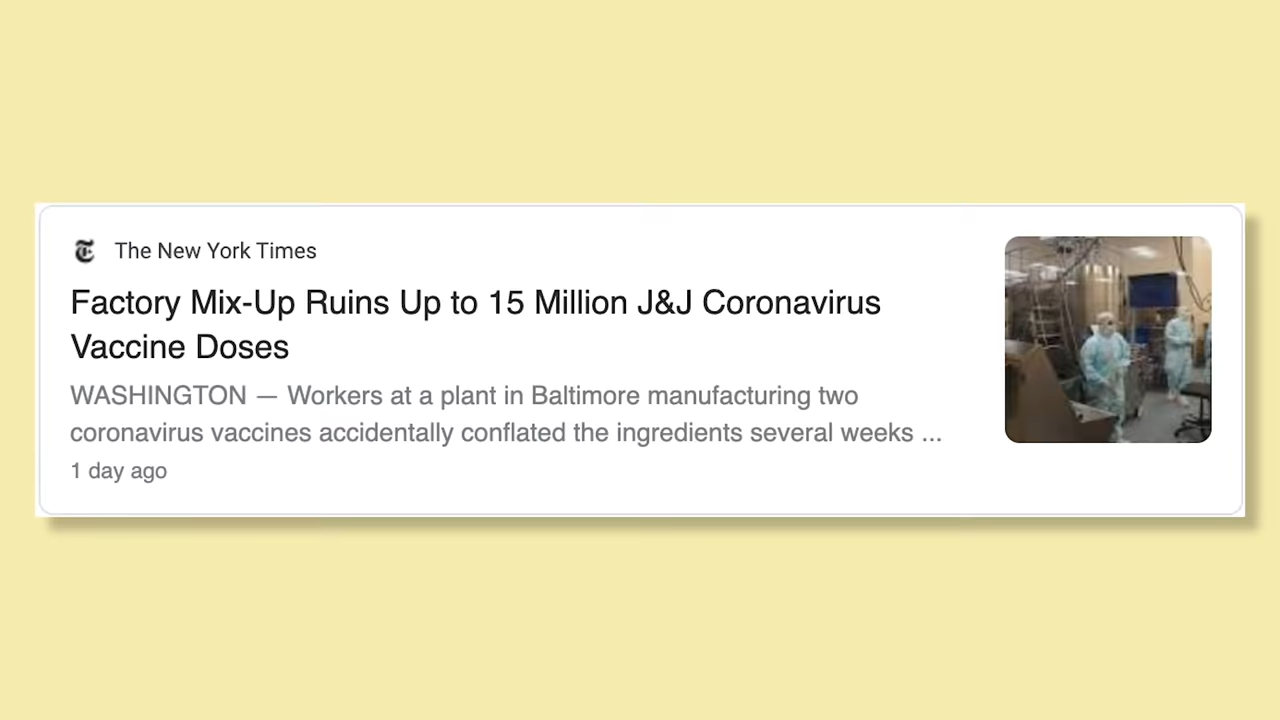 The New York Times
Factory Mix-Up Ruins Up to 15 Million J&J Coronavirus
Vaccine Doses
WASHINGTON — Workers at a plant in Baltimore manufacturing two
coronavirus vaccines accidentally conflated the ingredients several weeks ...
1 day ago